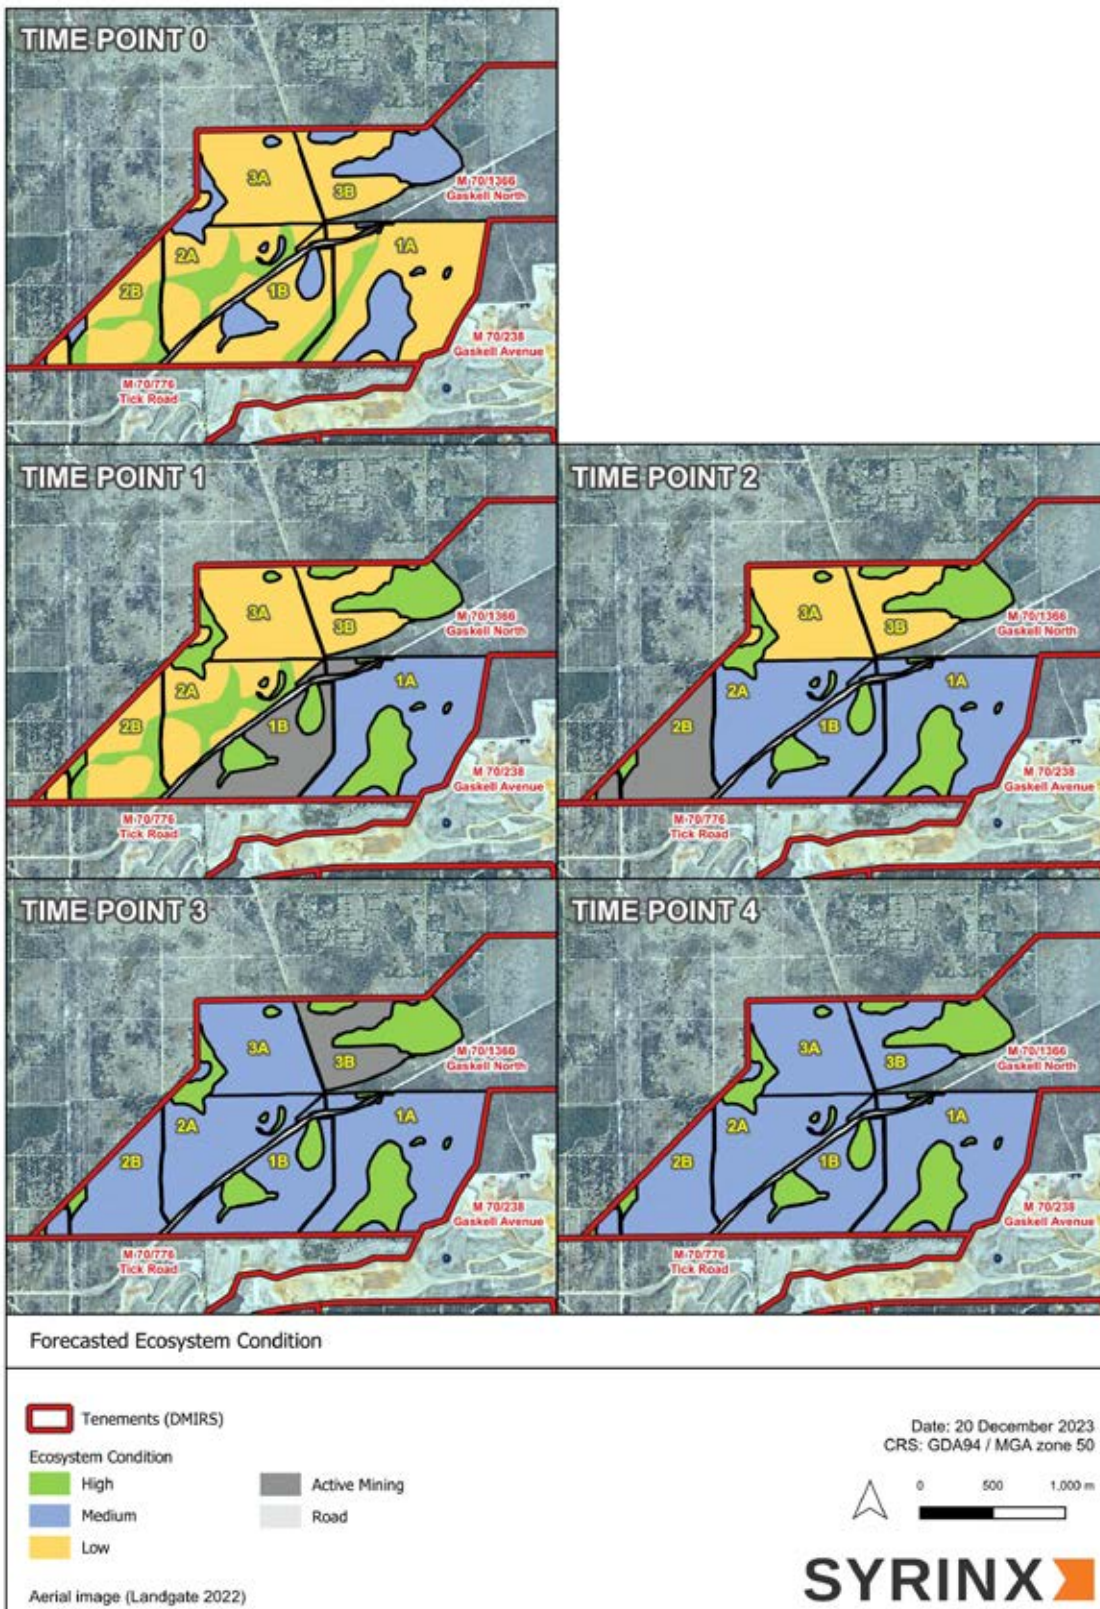 TIME POINT 0
3A
3B
M 70/1366
Gaskell North
2A
1A
2B
1B
M 70/238
Gaskell Avenue
M 70/776
Tick Road
TIME POINT 1
3A
3B
M 70/1366
Gaskell North
2A
1A
2B
1B
M 70/238
Gaskell Avenue
M 70/776
Tick Road
TIME POINT 2
3A
3B
M 70/1366
Gaskell North
2A
1A
2B
1B
M 70/238
Gaskell Avenue
M 70/776
Tick Road
TIME POINT 3
3A
3B
M 70/1366
Gaskell North
2A
1A
2B
1B
M 70/238
Gaskell Avenue
M 70/776
Tick Road
TIME POINT 4
3A
3B
M 70/1366
Gaskell North
2A
1A
2B
1B
M 70/238
Gaskell Avenue
M 70/776
Tick Road
Forecasted Ecosystem Condition
Tenements (DMIRS)
Ecosystem Condition
High
Medium
Low
Active Mining
Road
Aerial image (Landgate 2022)
Date: 20 December 2023
CRS: GDA94 / MGA zone 50
0 500 1,000 m
SYRINX